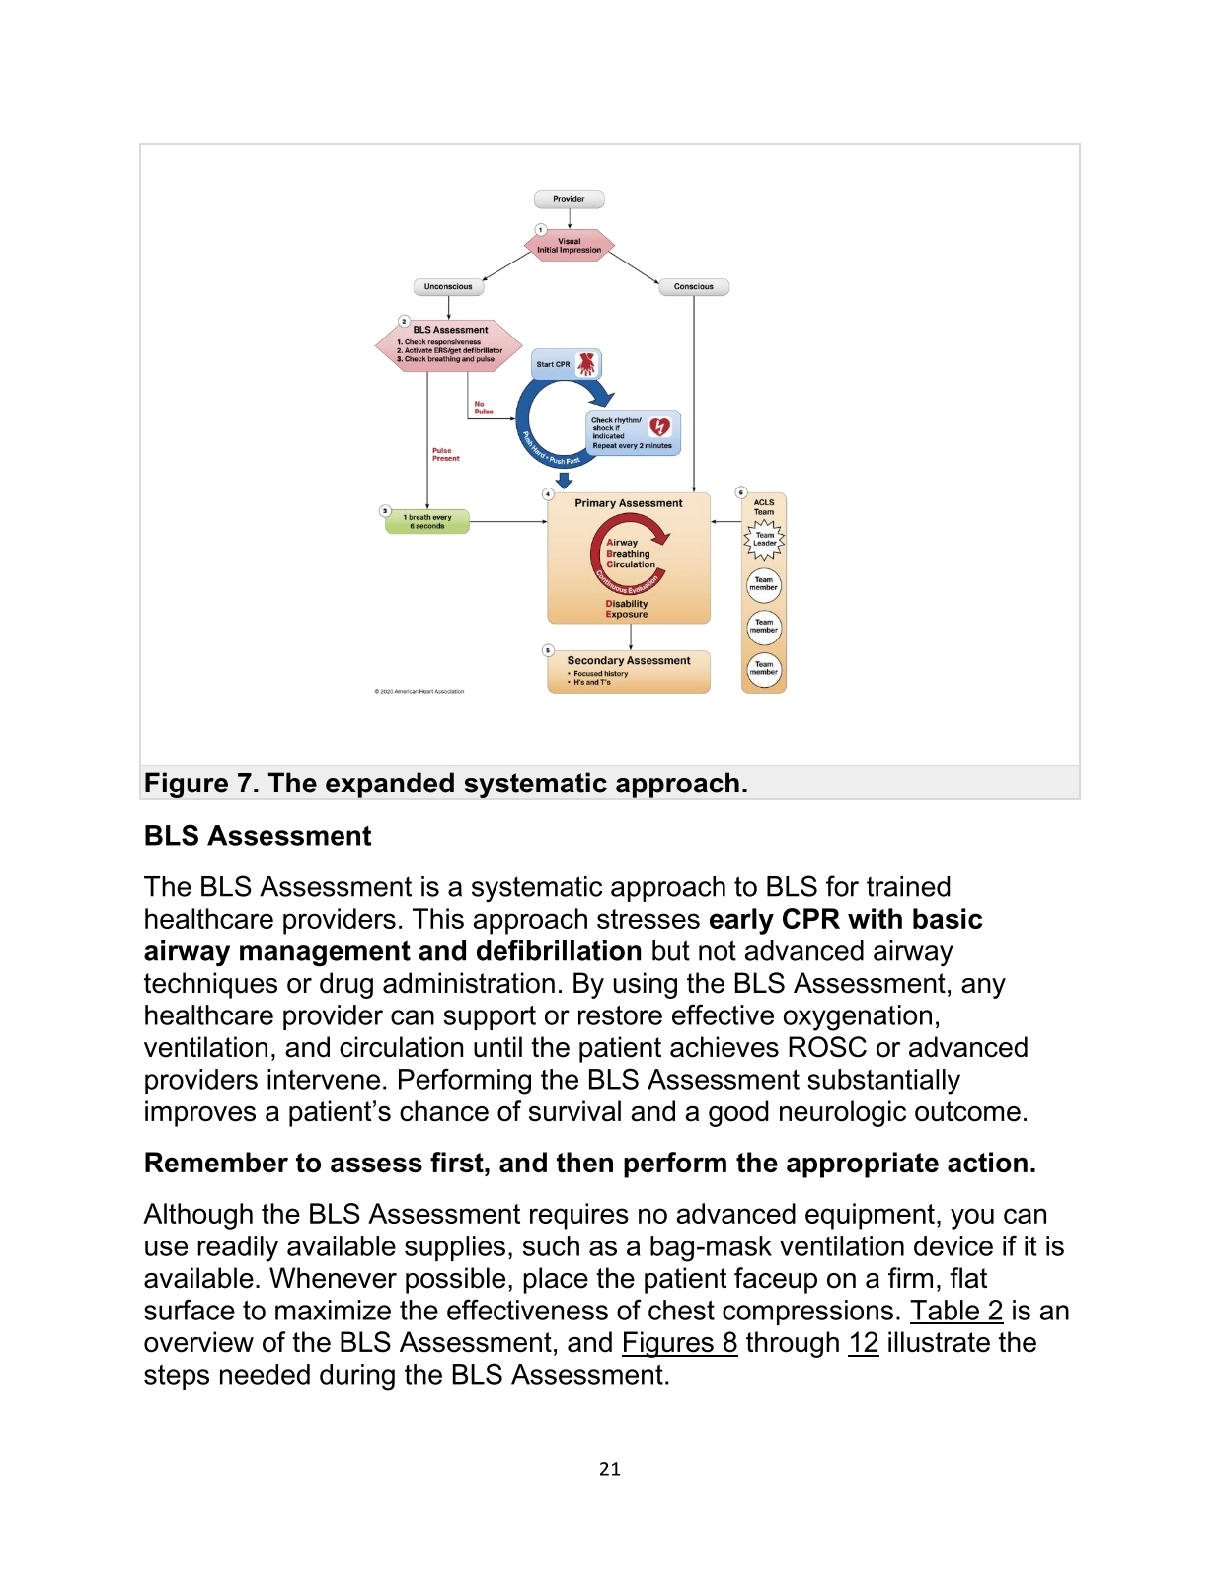 Provider
1
Visual
Initial Impression
Unconscious
Conscious
2
BLS Assessment
1. Check responsiveness
2. Activate ERS/get defibrillator
3. Check breathing and pulse
Start CPR
No
Pulse
Check rhythm/
shock if
indicated
Repeat every 2 minutes
Push Hard • Push Fast
Pulse
Present
3
1 breath every
6 seconds
4
Primary Assessment
Airway
Breathing
Circulation
Continuous Evaluation
Disability
Exposure
6
ACLS
Team
Team
Leader
Team
member
Team
member
Team
member
5
Secondary Assessment
• Focused history
• H's and T's
© 2020 American Heart Association
Figure 7. The expanded systematic approach.
BLS Assessment
The BLS Assessment is a systematic approach to BLS for trained
healthcare providers. This approach stresses early CPR with basic
airway management and defibrillation but not advanced airway
techniques or drug administration. By using the BLS Assessment, any
healthcare provider can support or restore effective oxygenation,
ventilation, and circulation until the patient achieves ROSC or advanced
providers intervene. Performing the BLS Assessment substantially
improves a patient’s chance of survival and a good neurologic outcome.
Remember to assess first, and then perform the appropriate action.
Although the BLS Assessment requires no advanced equipment, you can
use readily available supplies, such as a bag-mask ventilation device if it is
available. Whenever possible, place the patient faceup on a firm, flat
surface to maximize the effectiveness of chest compressions. Table 2 is an
overview of the BLS Assessment, and Figures 8 through 12 illustrate the
steps needed during the BLS Assessment.
21